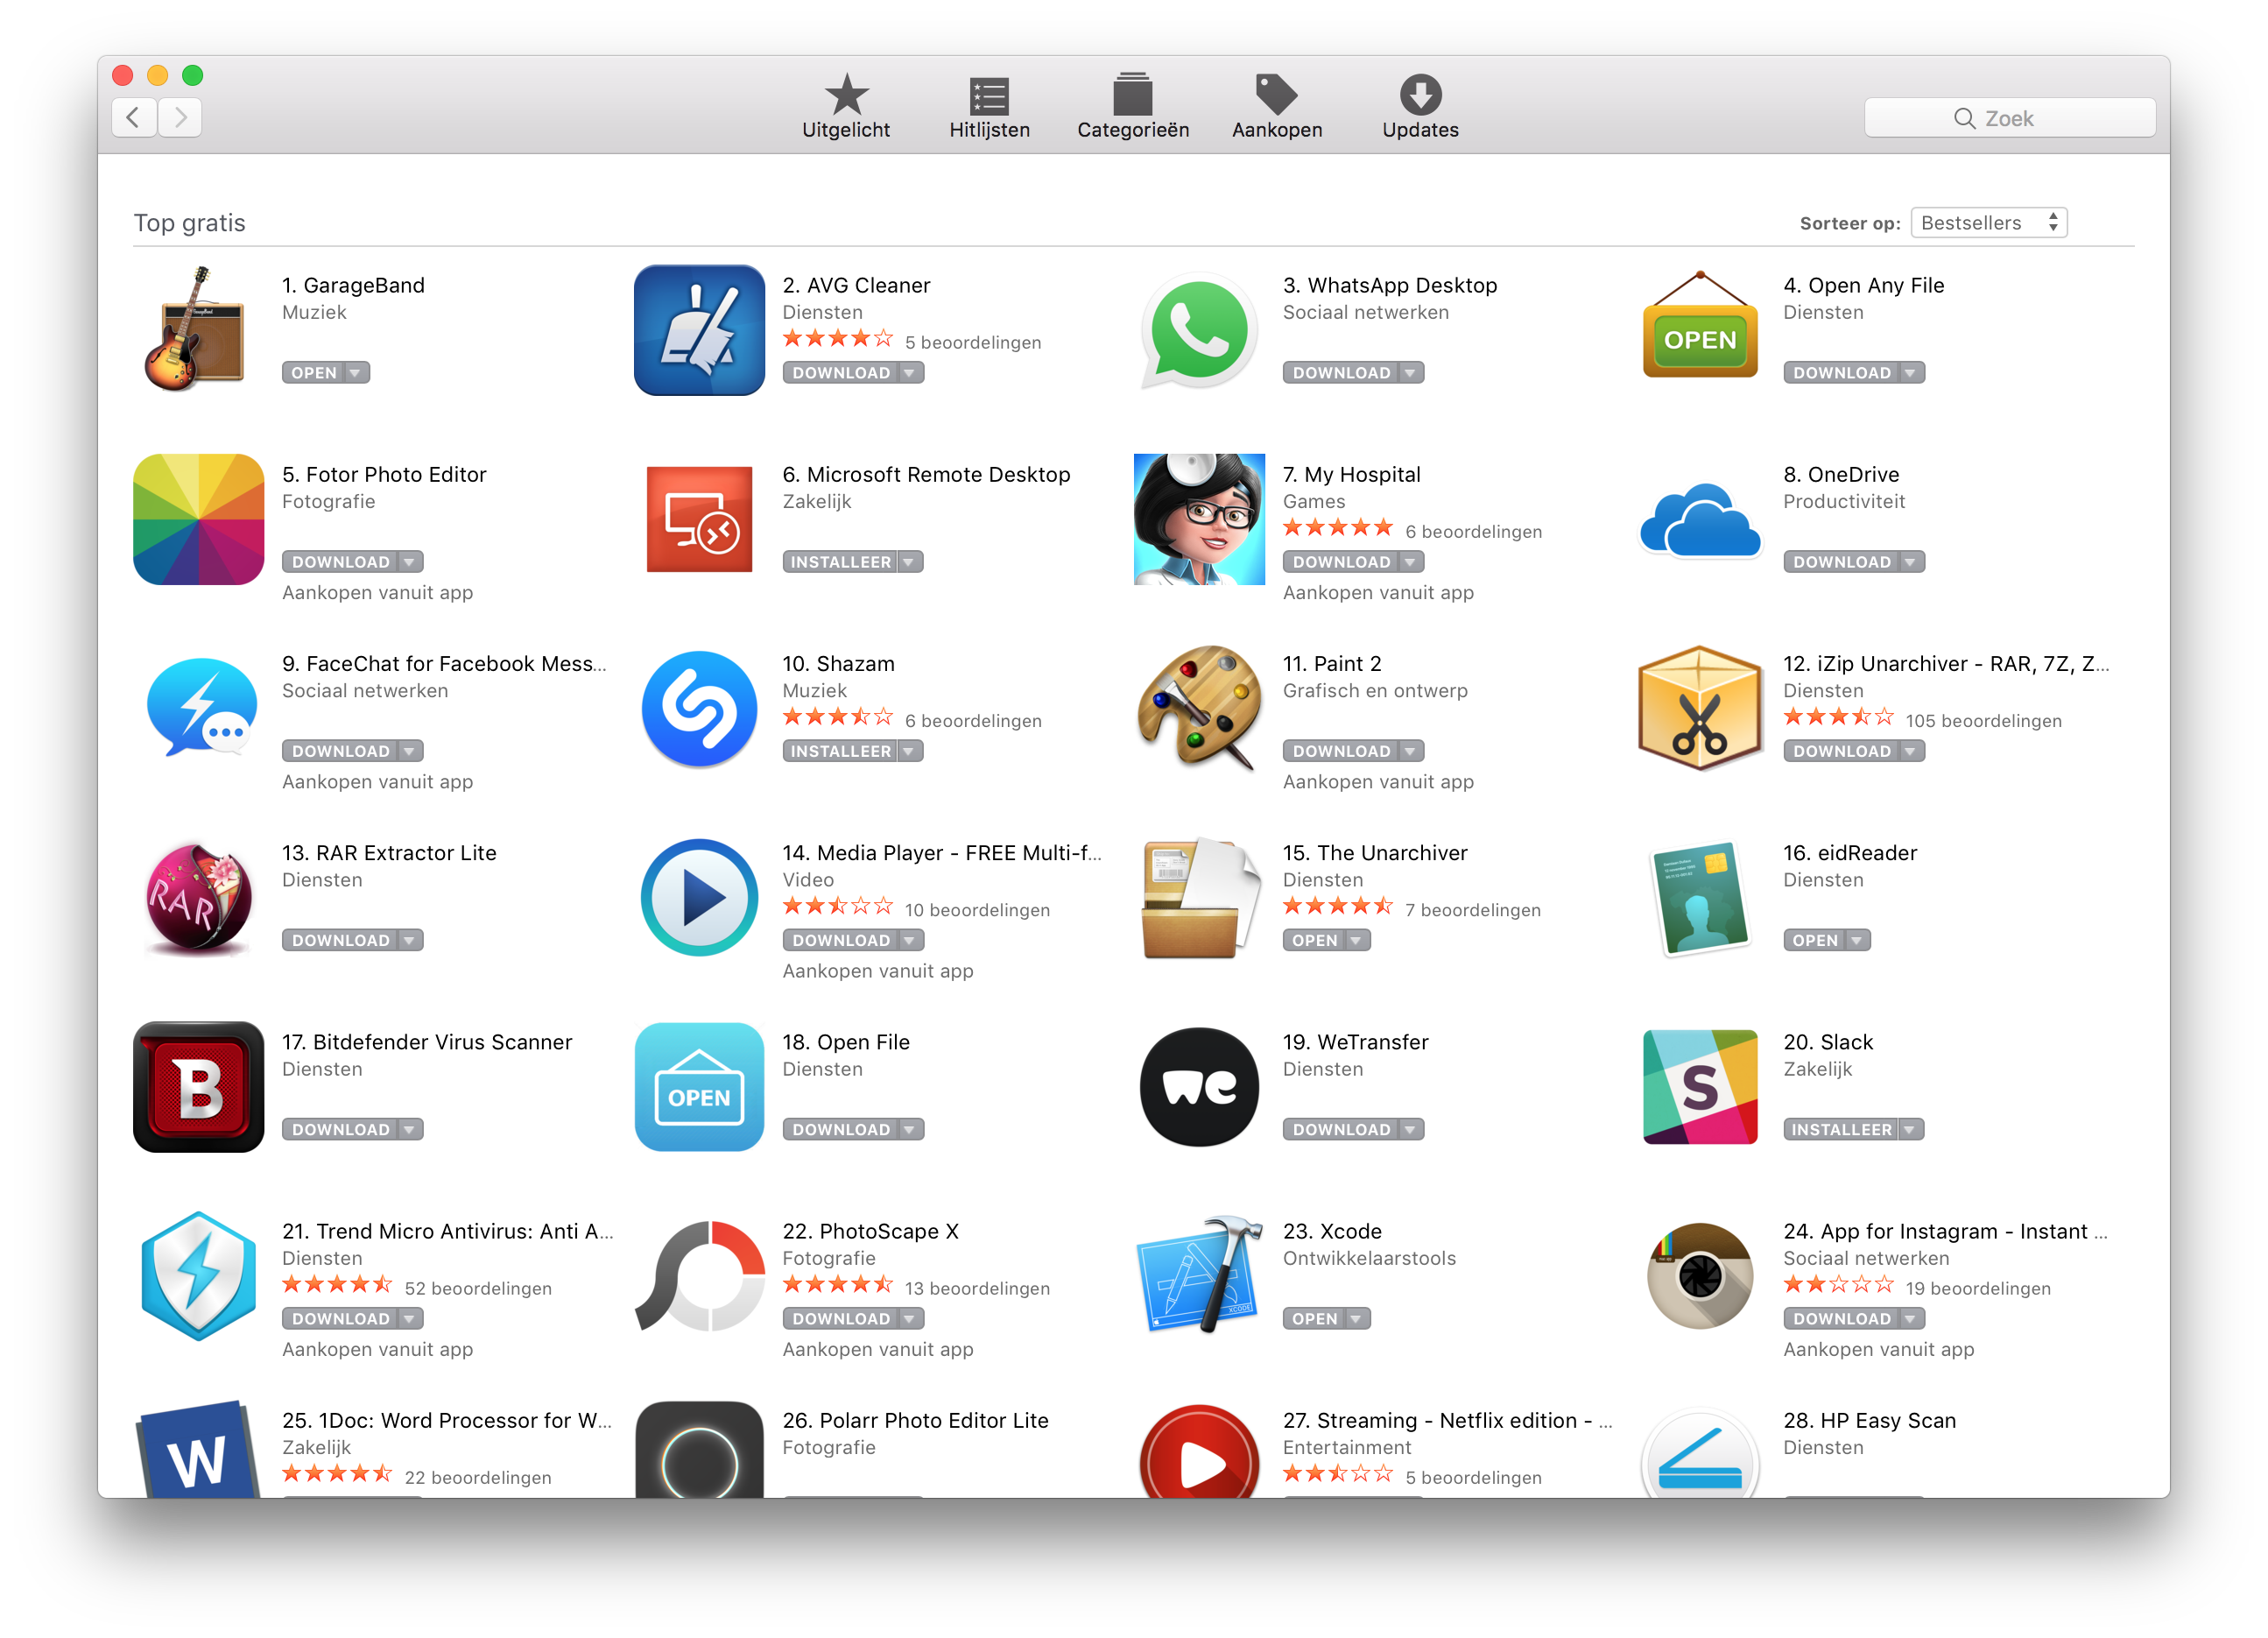 Uitgelicht
Hitlijsten
Categorieën
Aankopen
Updates
Zoek
Top gratis
Sorteer op: Bestsellers
1. GarageBand
Muziek
OPEN
2. AVG Cleaner
Diensten
5 beoordelingen
DOWNLOAD
3. WhatsApp Desktop
Sociaal netwerken
DOWNLOAD
OPEN
4. Open Any File
Diensten
DOWNLOAD
5. Fotor Photo Editor
Fotografie
DOWNLOAD
Aankopen vanuit app
6. Microsoft Remote Desktop
Zakelijk
INSTALLEER
7. My Hospital
Games
6 beoordelingen
DOWNLOAD
Aankopen vanuit app
8. OneDrive
Productiviteit
DOWNLOAD
9. FaceChat for Facebook Mess...
Sociaal netwerken
DOWNLOAD
Aankopen vanuit app
10. Shazam
Muziek
6 beoordelingen
INSTALLEER
11. Paint 2
Grafisch en ontwerp
DOWNLOAD
Aankopen vanuit app
12. iZip Unarchiver - RAR, 7Z, Z...
Diensten
105 beoordelingen
DOWNLOAD
RAR
13. RAR Extractor Lite
Diensten
DOWNLOAD
14. Media Player - FREE Multi-f...
Video
10 beoordelingen
DOWNLOAD
Aankopen vanuit app
15. The Unarchiver
Diensten
7 beoordelingen
OPEN
16. eidReader
Diensten
OPEN
B
17. Bitdefender Virus Scanner
Diensten
DOWNLOAD
OPEN
18. Open File
Diensten
DOWNLOAD
we
19. WeTransfer
Diensten
DOWNLOAD
S
20. Slack
Zakelijk
INSTALLEER
21. Trend Micro Antivirus: Anti A...
Diensten
52 beoordelingen
DOWNLOAD
Aankopen vanuit app
22. PhotoScape X
Fotografie
13 beoordelingen
DOWNLOAD
Aankopen vanuit app
XCODE
23. Xcode
Ontwikkelaarstools
OPEN
24. App for Instagram - Instant ...
Sociaal netwerken
19 beoordelingen
DOWNLOAD
Aankopen vanuit app
W
25. 1Doc: Word Processor for W...
Zakelijk
22 beoordelingen
26. Polarr Photo Editor Lite
Fotografie
27. Streaming - Netflix edition - ...
Entertainment
5 beoordelingen
28. HP Easy Scan
Diensten